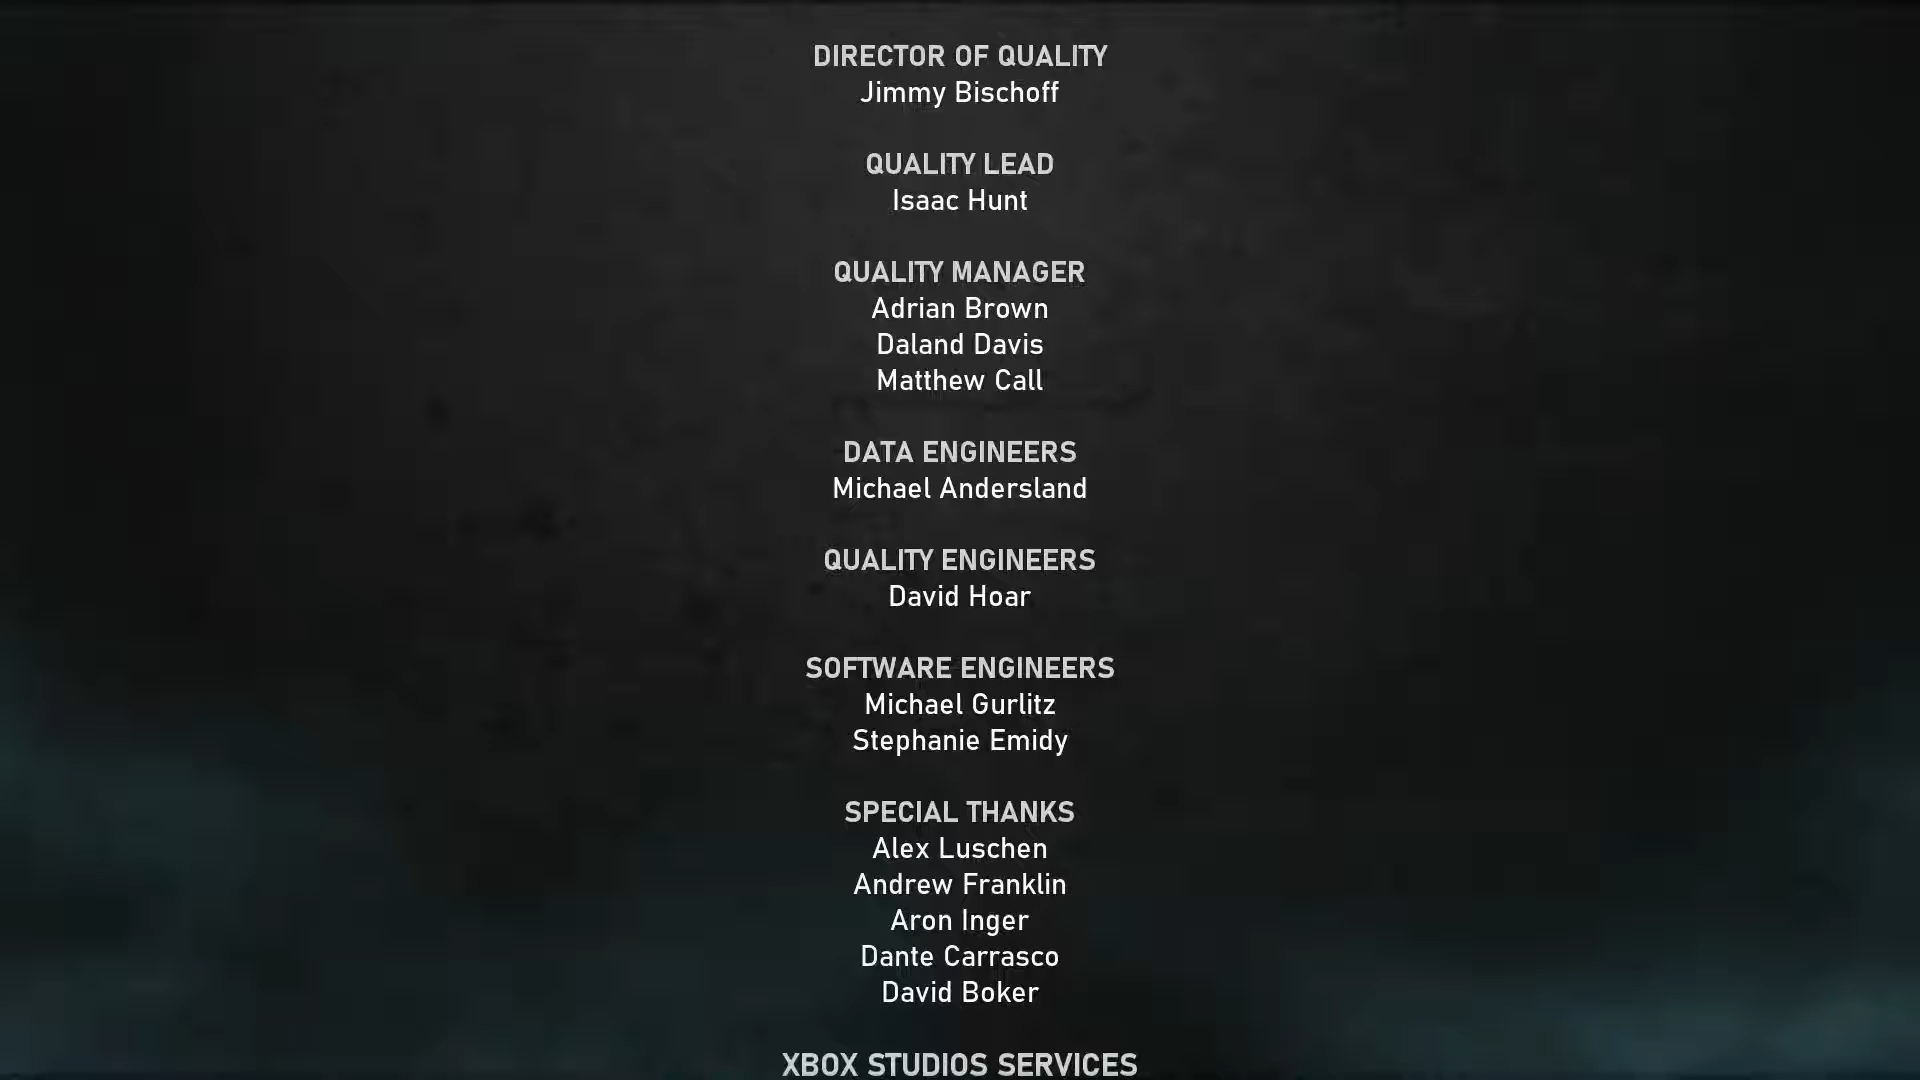 DIRECTOR OF QUALITY
Jimmy Bischoff
QUALITY LEAD
Isaac Hunt
QUALITY MANAGER
Adrian Brown
Daland Davis
Matthew Call
DATA ENGINEERS
Michael Andersland
QUALITY ENGINEERS
David Hoar
SOFTWARE ENGINEERS
Michael Gurlitz
Stephanie Emidy
SPECIAL THANKS
Alex Luschen
Andrew Franklin
Aron Inger
Dante Carrasco
David Boker
XBOX STUDIOS SERVICES